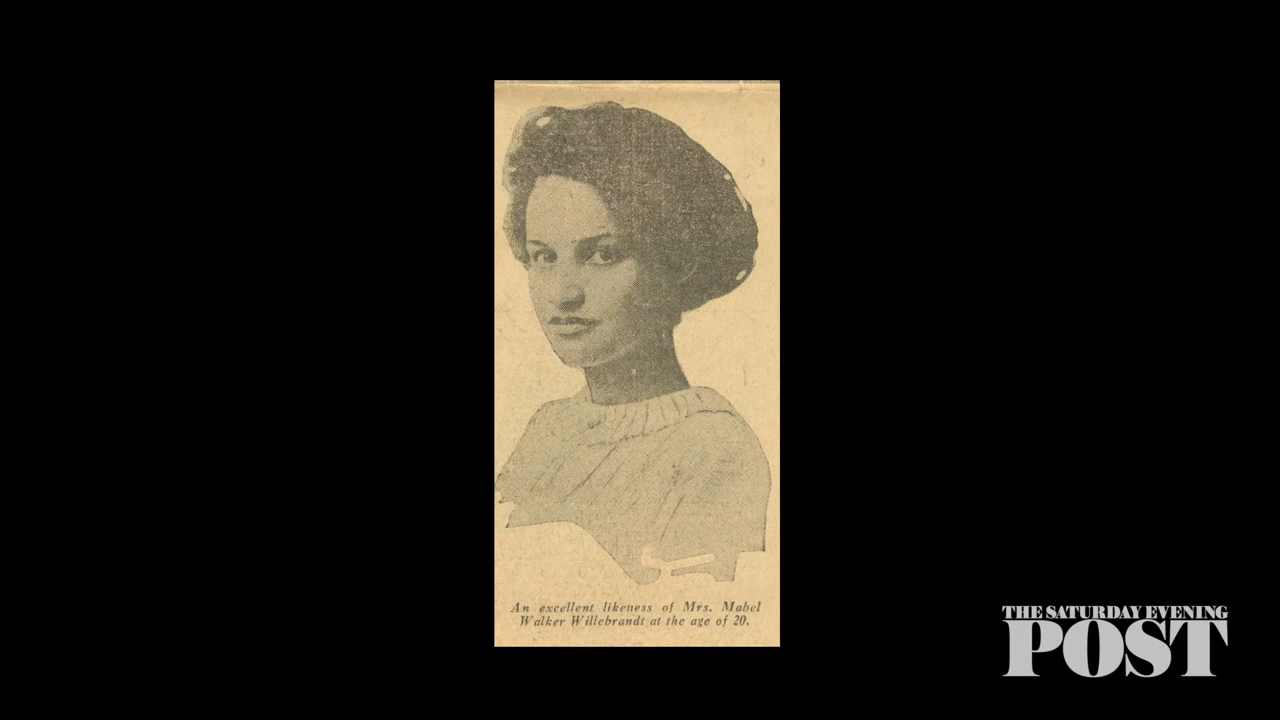 An excellent likeness of Mrs. Mabel
Walker Willebrandt at the age of 20.
THE SATURDAY EVENING
POST